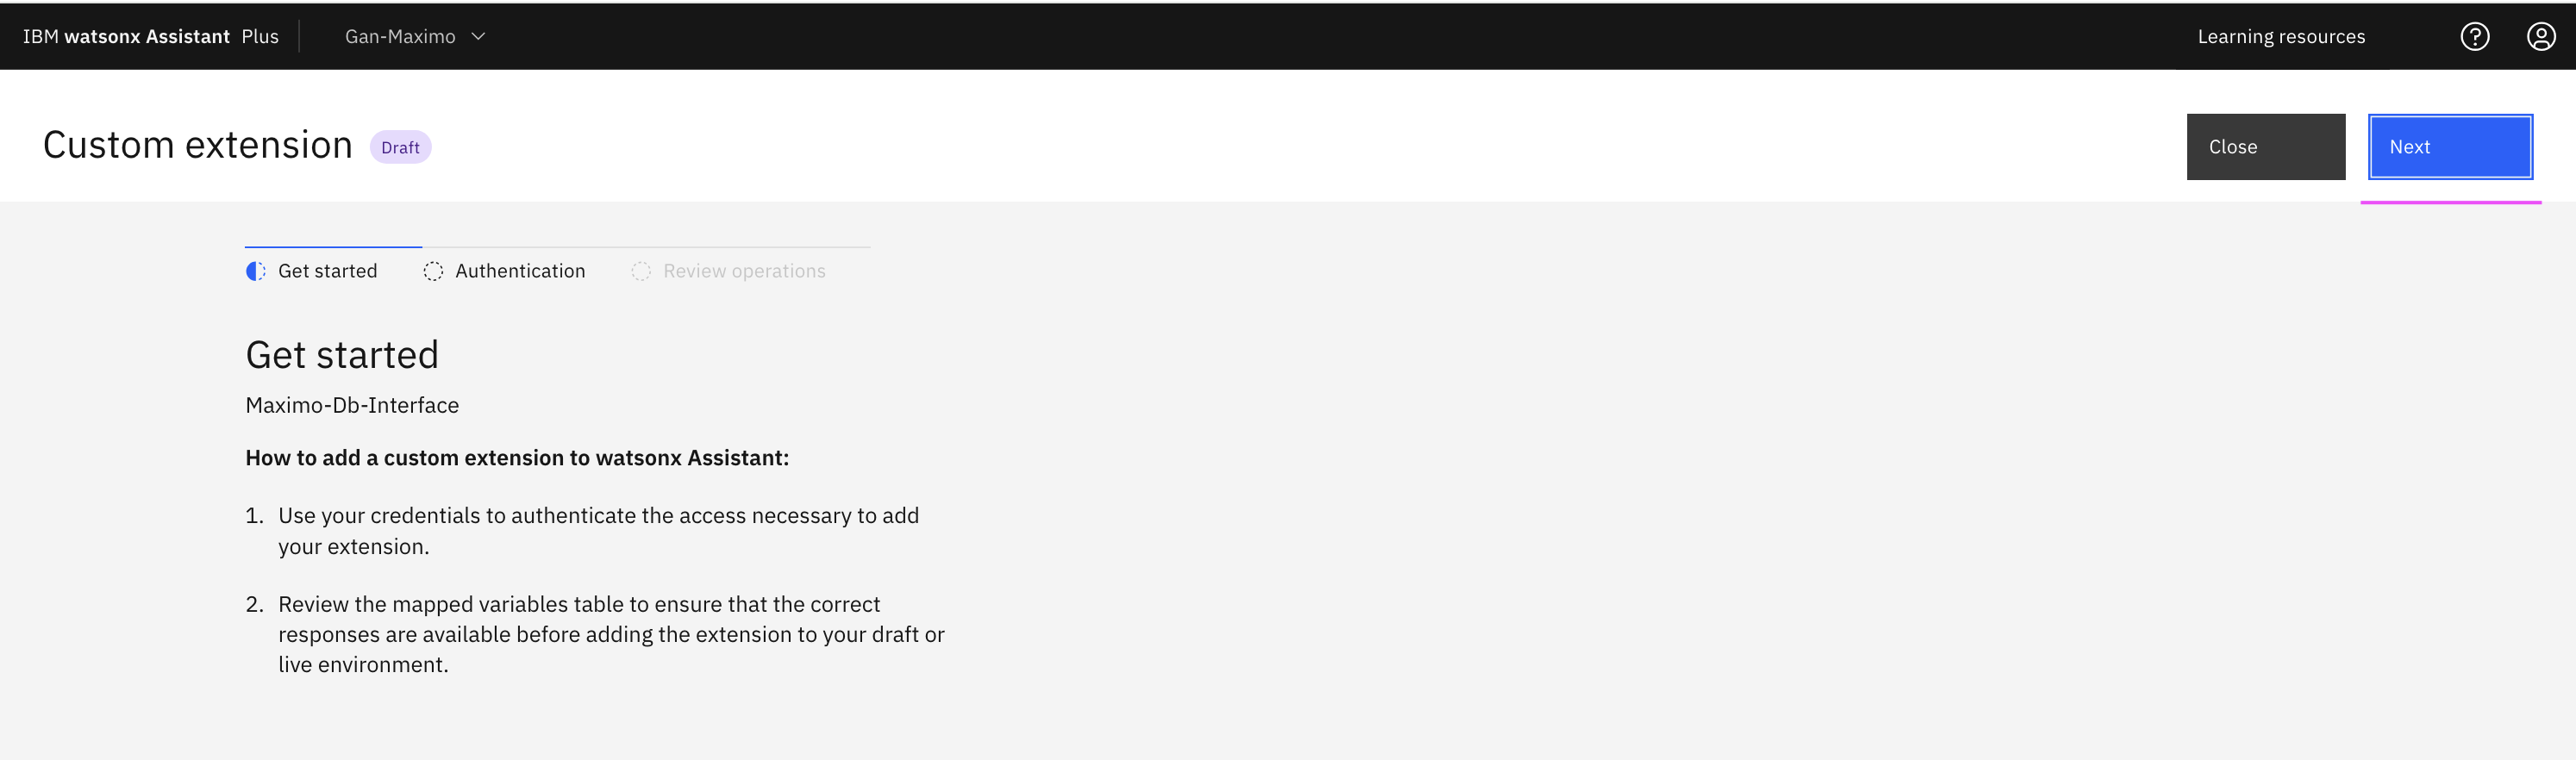 IBM watsonx Assistant Plus Gan-Maximo Learning resources
Custom extension Draft Close Next
Get started Authentication Review operations
Get started
Maximo-Db-Interface
How to add a custom extension to watsonx Assistant:
1. Use your credentials to authenticate the access necessary to add
your extension.
2. Review the mapped variables table to ensure that the correct
responses are available before adding the extension to your draft or
live environment.